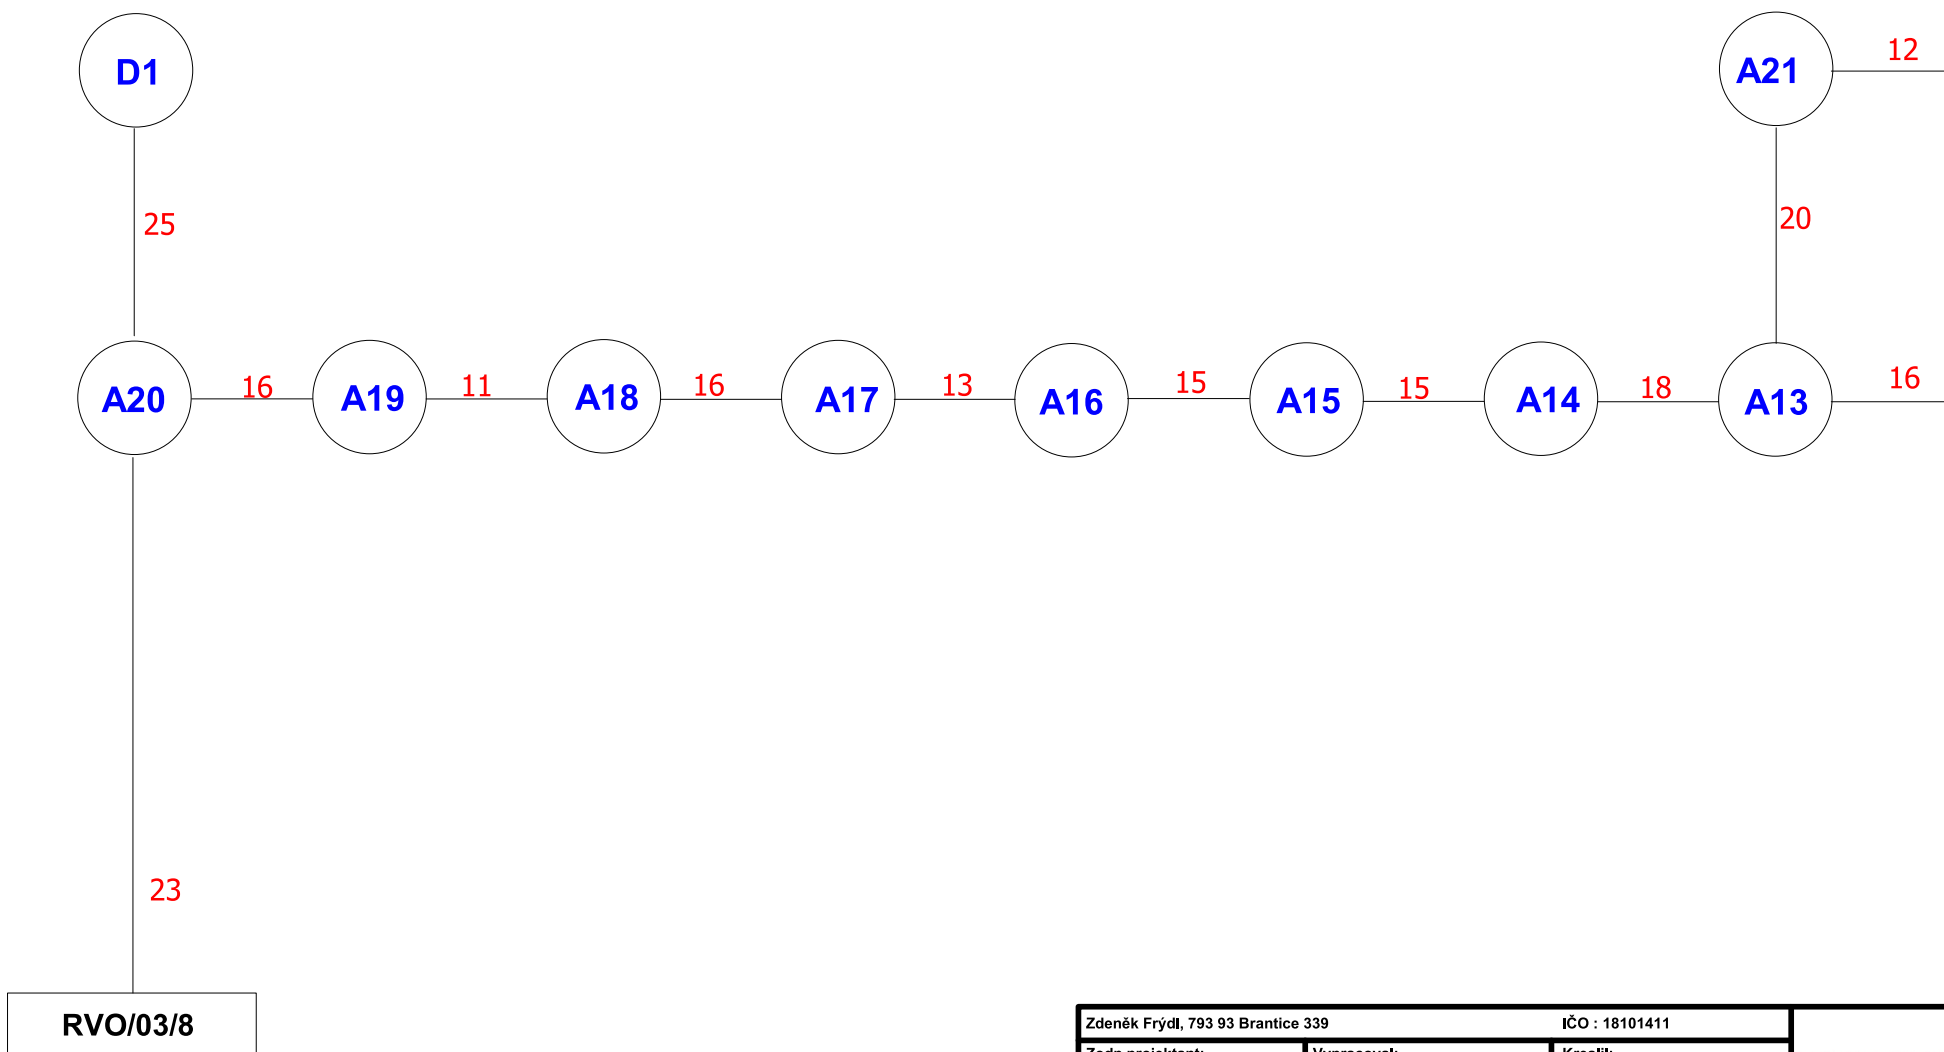 D1
A21
12
25
20
A20
16
A19
11
A18
16
A17
13
A16
15
A15
15
A14
18
A13
16
23
RVO/03/8
Zdeněk Frýdl, 793 93 Brantice 339 IČO : 18101411